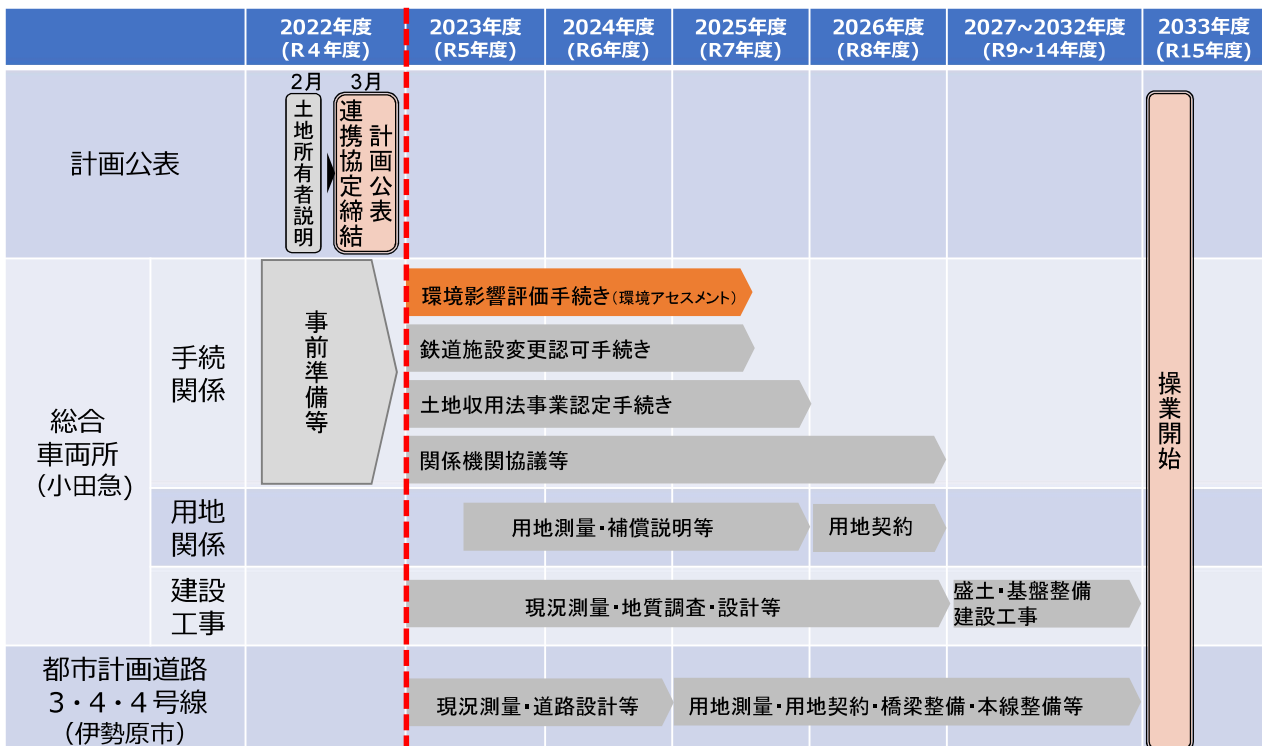 2022年度
(R4年度)
2023年度
(R5年度)
2024年度
(R6年度)
2025年度
(R7年度)
2026年度
(R8年度)
2027~2032年度
(R9~14年度)
2033年度
(R15年度)
計画公表
2月
3月
土地所有者説明
計画公表
連携協定締結
総合
車両所
(小田急)
手続
関係
事前準備等
環境影響評価手続き(環境アセスメント)
鉄道施設変更認可手続き
土地収用法事業認定手続き
関係機関協議等
用地
関係
用地測量・補償説明等
用地契約
建設
工事
現況測量・地質調査・設計等
盛土・基盤整備
建設工事
都市計画道路
3・4・4号線
(伊勢原市)
現況測量・道路設計等
用地測量・用地契約・橋梁整備・本線整備等
操業開始